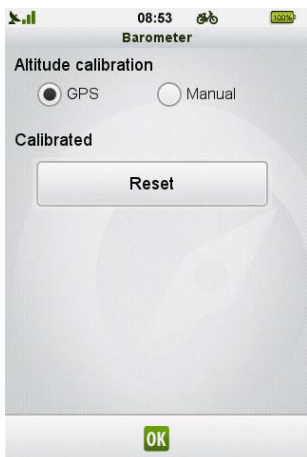 08:53 100%
Barometer
Altitude calibration
GPS Manual
Calibrated
Reset
OK